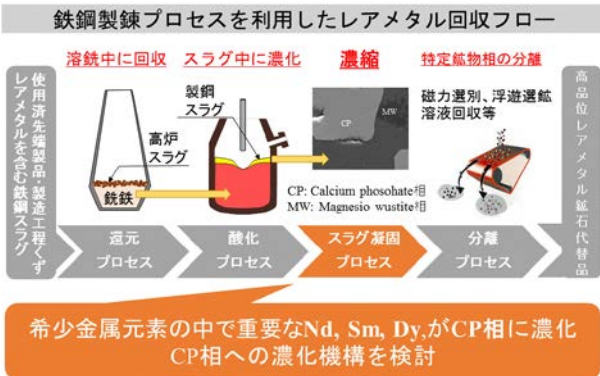 鉄鋼製錬プロセスを利用したレアメタル回収フロー
使用済先端製品・製造工程くず
レアメタルを含む鉄鋼スラグ
溶銑中に回収
スラグ中に濃化
濃縮
特定鉱物相の分離
高炉
スラグ
銑鉄
製鋼
スラグ
CP
MW
CP: Calcium phosohate相
MW: Magnesio wustite相
磁力選別、浮遊選鉱
溶液回収等
還元
プロセス
酸化
プロセス
スラグ凝固
プロセス
分離
プロセス
高品位レアメタル鉱石代替品
希少金属元素の中で重要なNd, Sm, Dy,がCP相に濃化
CP相への濃化機構を検討